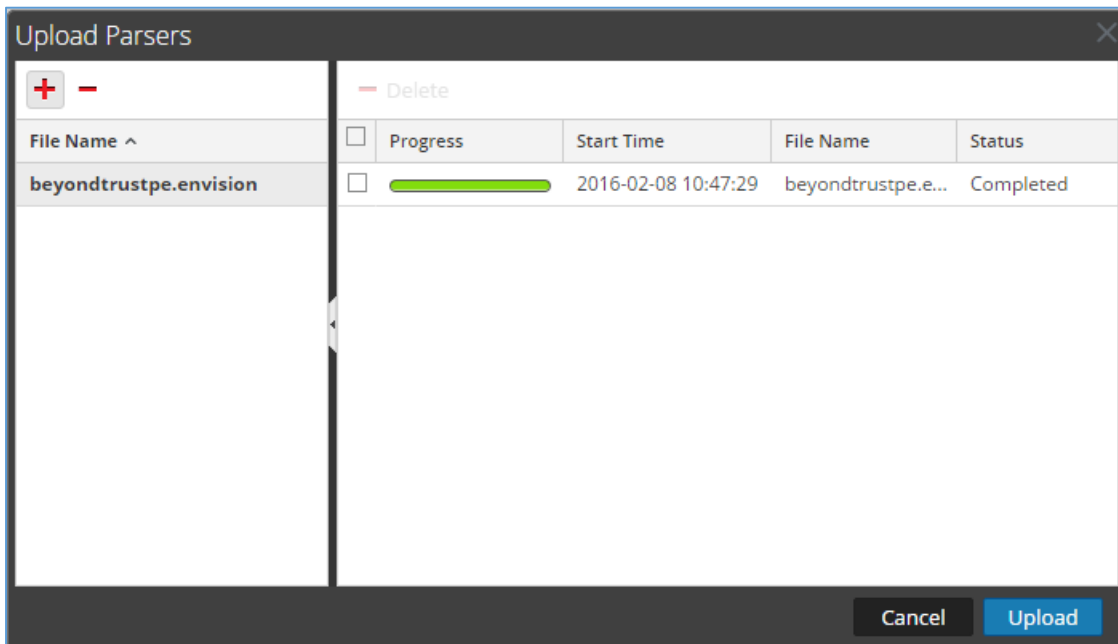 Upload Parsers
Delete
File Name
Progress Start Time File Name Status
beyondtrustpe.envision
2016-02-08 10:47:29 beyondtrustpe.e... Completed
Cancel Upload